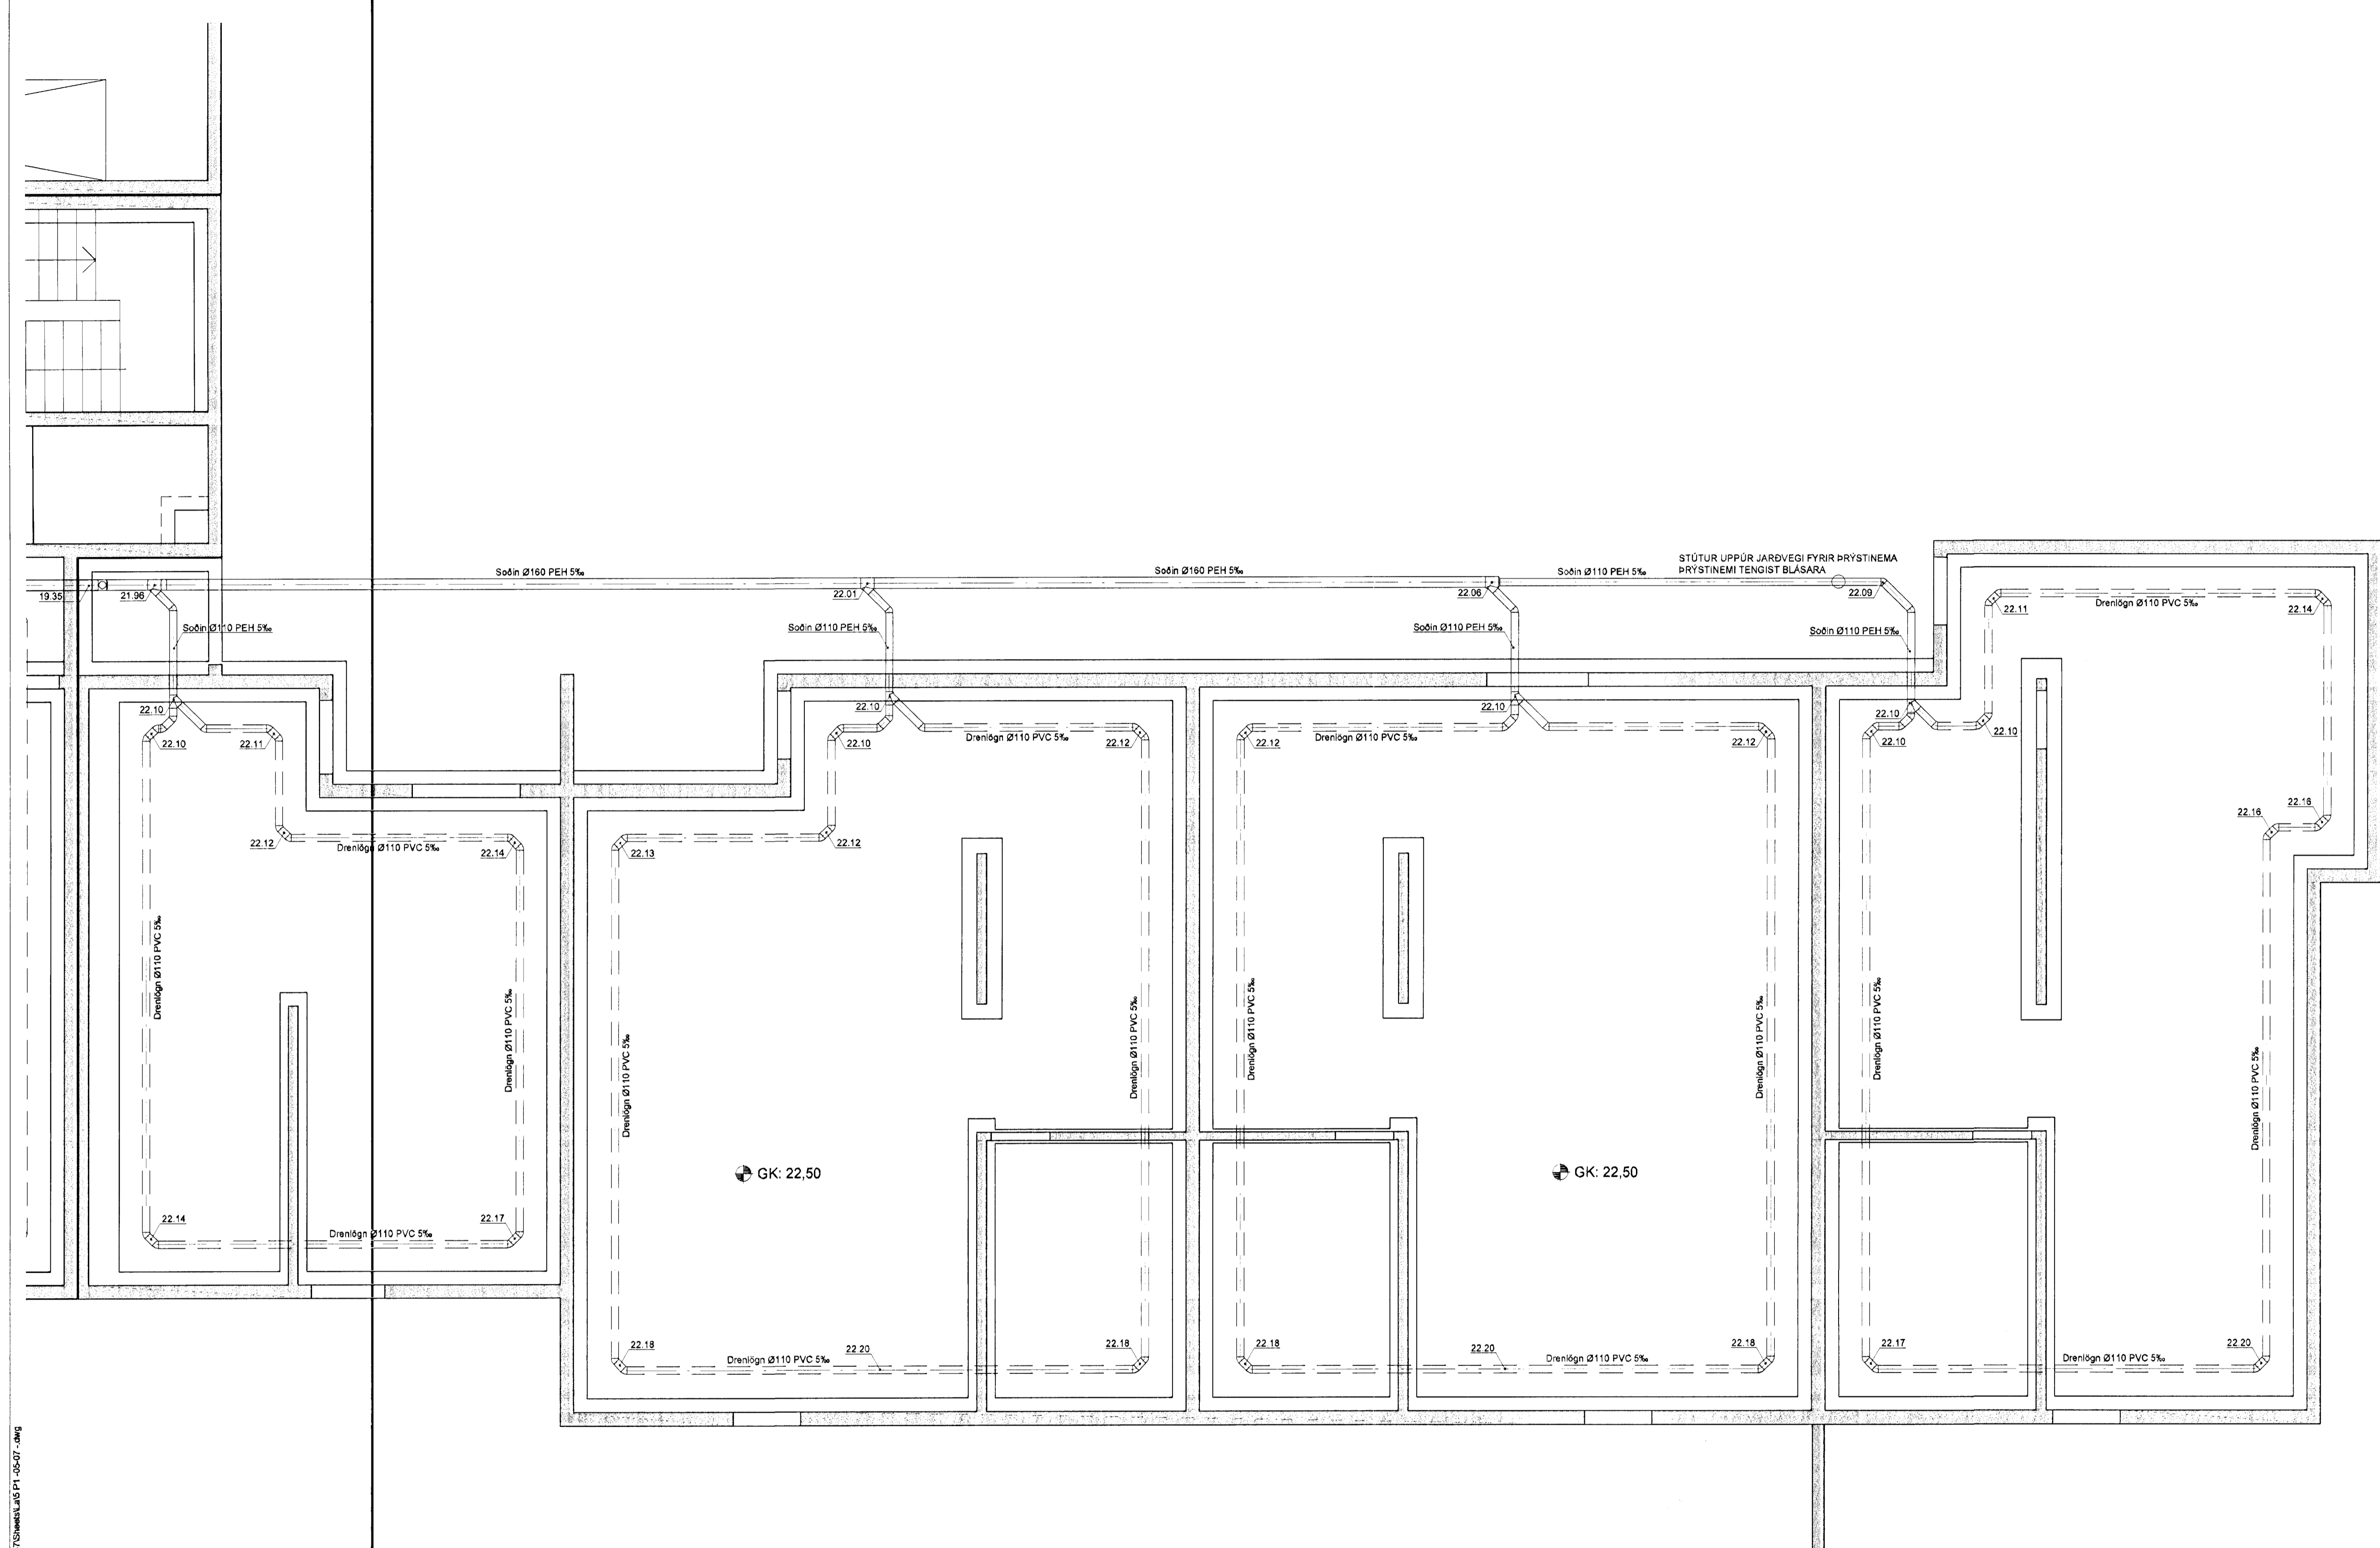 STÚTUR UPPÚR JARÐVEGI FYRIR ÞRÝSTINEMA
ÞRÝSTINEMI TENGIST BLÁSARA
Soðin Ø160 PEH 5‰
Soðin Ø160 PEH 5‰
Soðin Ø110 PEH 5‰
19.35
21.96
22.01
22.06
22.09
22.11
Drenlögn Ø110 PVC 5‰
22.14
Soðin Ø110 PEH 5‰
Soðin Ø110 PEH 5‰
Soðin Ø110 PEH 5‰
Soðin Ø110 PEH 5‰
22.10
22.10
22.10
22.10
22.10
22.11
22.10
Drenlögn Ø110 PVC 5‰
22.12
22.12
Drenlögn Ø110 PVC 5‰
22.12
22.10
22.10
22.12
Drenlögn Ø110 PVC 5‰
22.14
22.13
22.12
22.16
22.16
Drenlögn Ø110 PVC 5‰
Drenlögn Ø110 PVC 5‰
Drenlögn Ø110 PVC 5‰
Drenlögn Ø110 PVC 5‰
Drenlögn Ø110 PVC 5‰
Drenlögn Ø110 PVC 5‰
Drenlögn Ø110 PVC 5‰
Drenlögn Ø110 PVC 5‰
GK: 22,50
GK: 22,50
22.14
Drenlögn Ø110 PVC 5‰
22.17
22.18
Drenlögn Ø110 PVC 5‰
22.20
22.18
22.18
22.20
Drenlögn Ø110 PVC 5‰
22.18
22.17
Drenlögn Ø110 PVC 5‰
22.20
7\Sheets\La\5 P1 -05-07 -.dwg